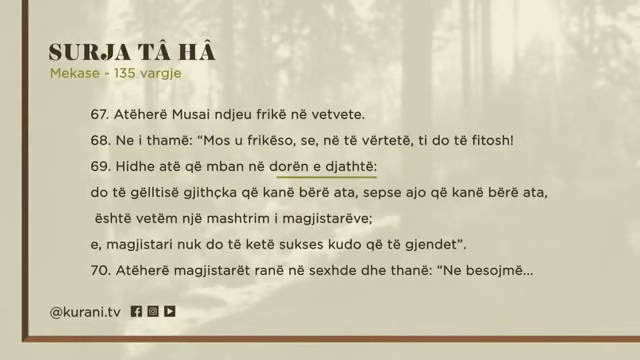 SURJA TÂ HÂ
Mekase - 135 vargje
67. Atëherë Musai ndjeu frikë në vetvete.
68. Ne i thamë: “Mos u frikëso, se, në të vërtetë, ti do të fitosh!
69. Hidhe atë që mban në dorën e djathtë:
do të gëlltisë gjithçka që kanë bërë ata, sepse ajo që kanë bërë ata,
është vetëm një mashtrim i magjistarëve;
e, magjistari nuk do të ketë sukses kudo që të gjendet”.
70. Atëherë magjistarët ranë në sexhde dhe thanë: “Ne besojmë...
@kurani.tv